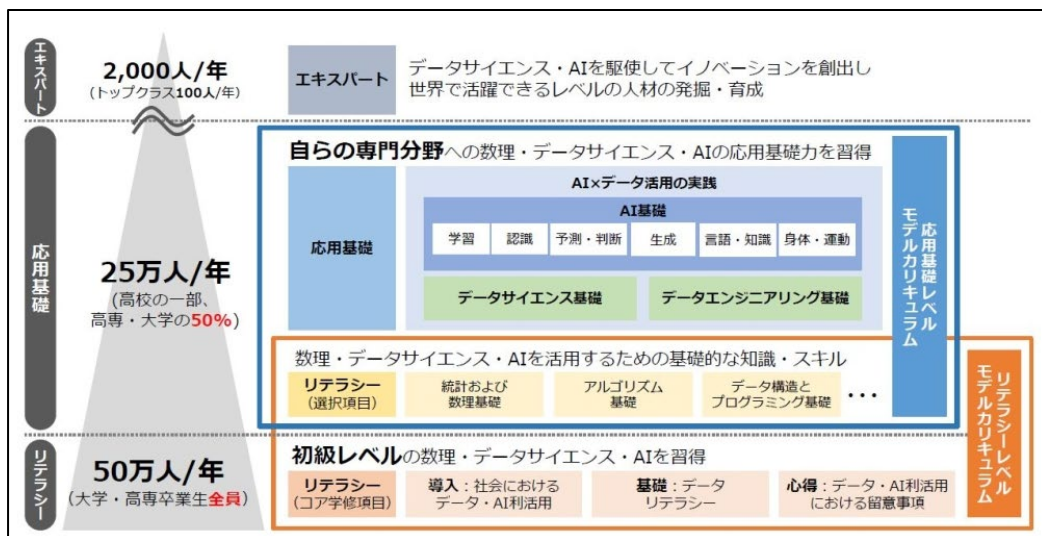 エキスパート
2,000人/年
(トップクラス100人/年)
エキスパート
データサイエンス・AIを駆使してイノベーションを創出し
世界で活躍できるレベルの人材の発掘・育成
応用基礎
25万人/年
(高校の一部、
高専・大学の50%)
自らの専門分野への数理・データサイエンス・AIの応用基礎力を習得
応用基礎
AI×データ活用の実践
AI基礎
学習
認識
予測・判断
生成
言語・知識
身体・運動
データサイエンス基礎
データエンジニアリング基礎
応用基礎レベル
モデルカリキュラム
数理・データサイエンス・AIを活用するための基礎的な知識・スキル
リテラシー
(選択項目)
統計および
数理基礎
アルゴリズム
基礎
データ構造と
プログラミング基礎
・・・
リテラシーレベル
モデルカリキュラム
リテラシー
50万人/年
(大学・高専卒業生全員)
初級レベルの数理・データサイエンス・AIを習得
リテラシー
(コア学修項目)
導入：社会における
データ・AI利活用
基礎：データ
リテラシー
心得：データ・AI利活用
における留意事項